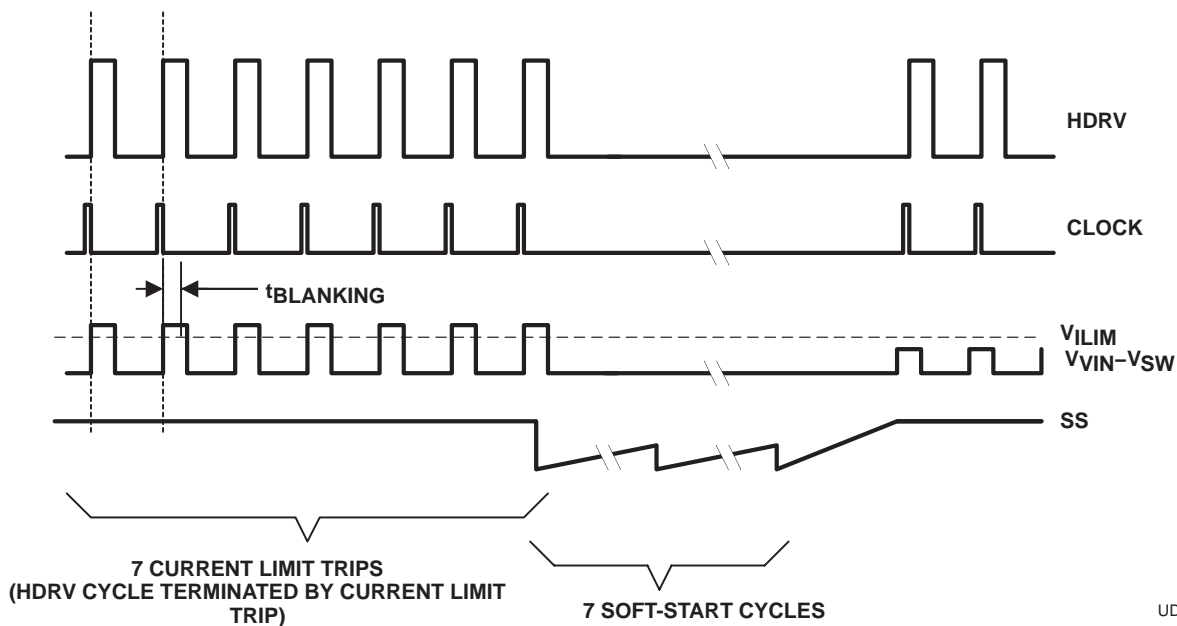 HDRV
CLOCK
tBLANKING
VILIM
VVIN–VSW
SS
7 CURRENT LIMIT TRIPS
(HDRV CYCLE TERMINATED BY CURRENT LIMIT
TRIP)
7 SOFT-START CYCLES
UD